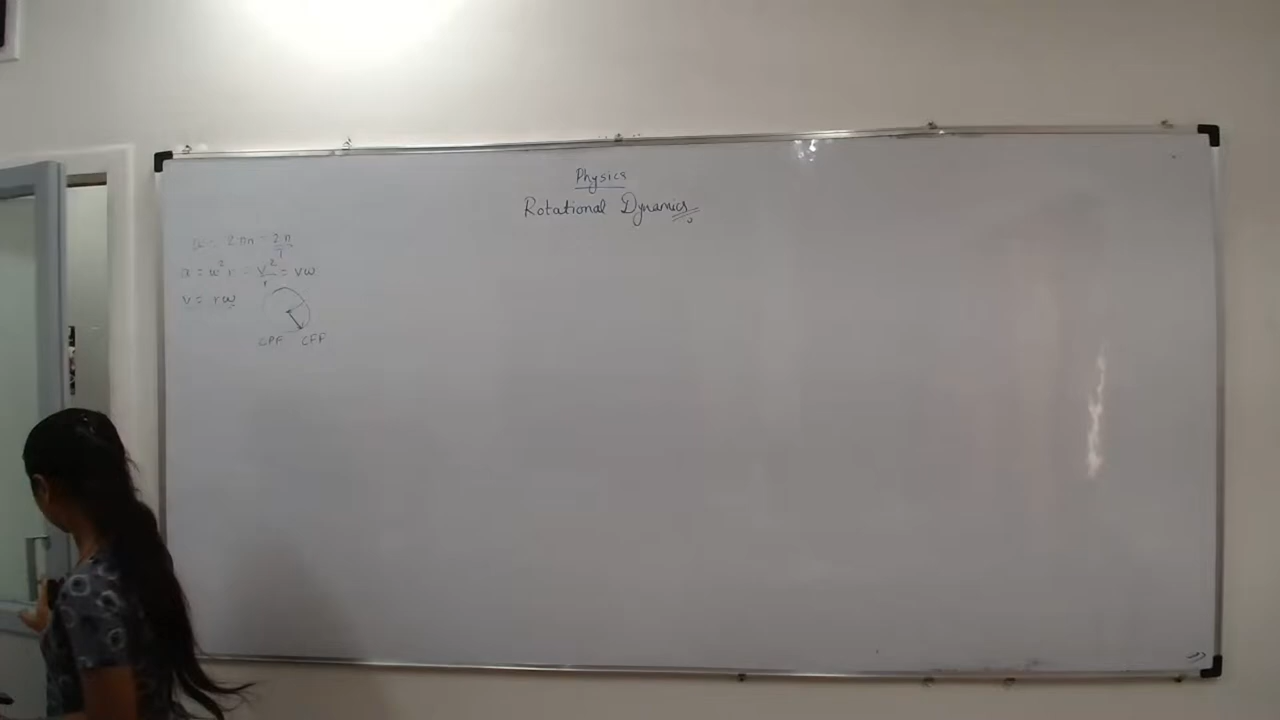 Physics
Rotational Dynamics
= 2πn = 2π/T
a = ω²r = v²/r = vω
v = rω
CPF CFF